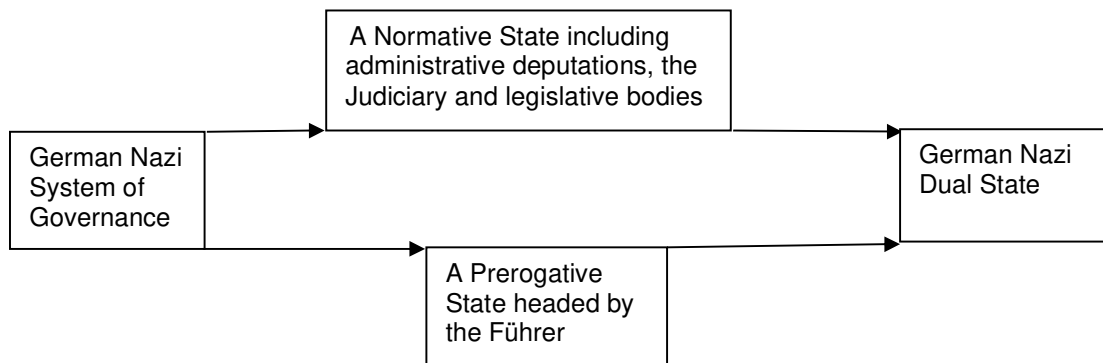 A Normative State including
administrative deputations, the
Judiciary and legislative bodies
German Nazi
System of
Governance
German Nazi
Dual State
A Prerogative
State headed by
the Führer